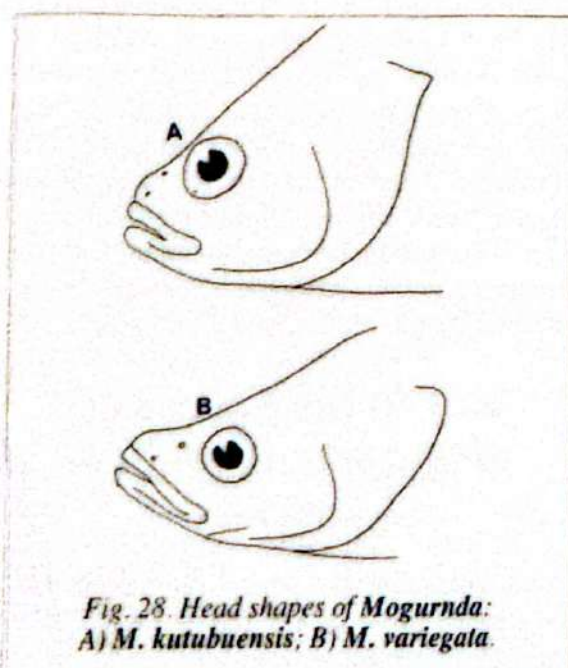 A
B
Fig. 28. Head shapes of Mogurnda:
A) M. kutubuensis; B) M. variegata.